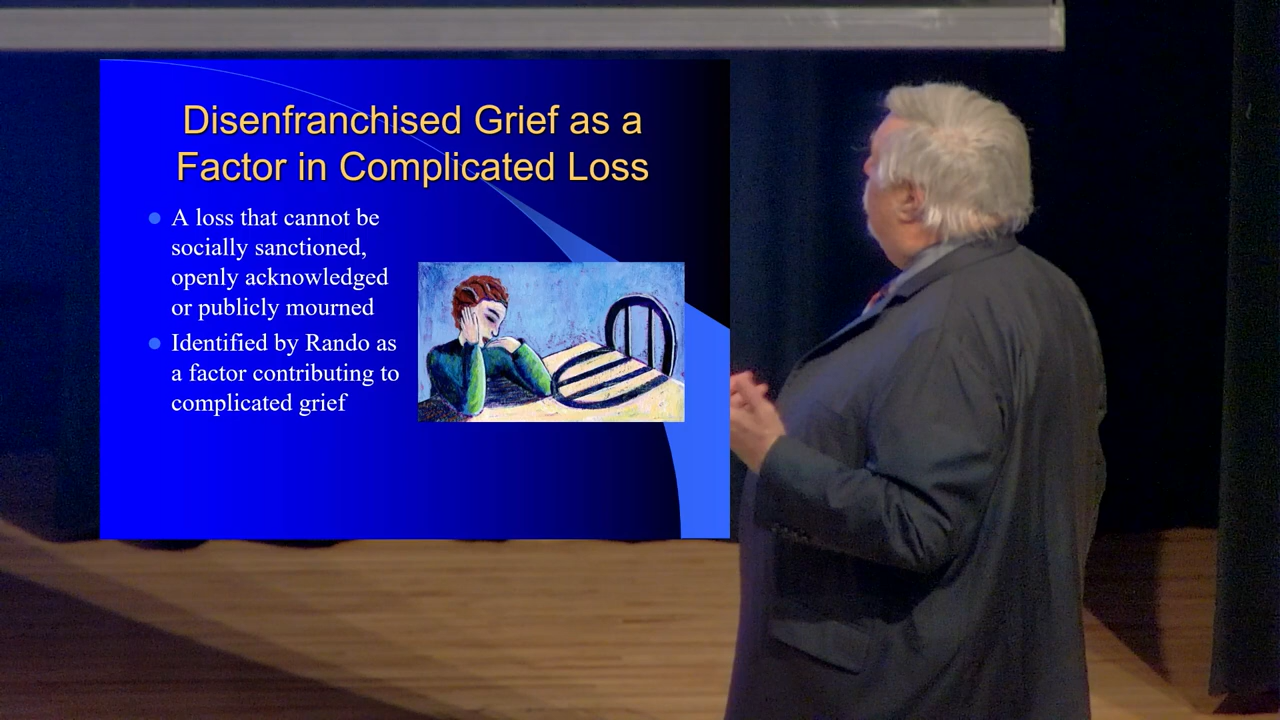 Disenfranchised Grief as a
Factor in Complicated Loss
A loss that cannot be
socially sanctioned,
openly acknowledged
or publicly mourned
Identified by Rando as
a factor contributing to
complicated grief